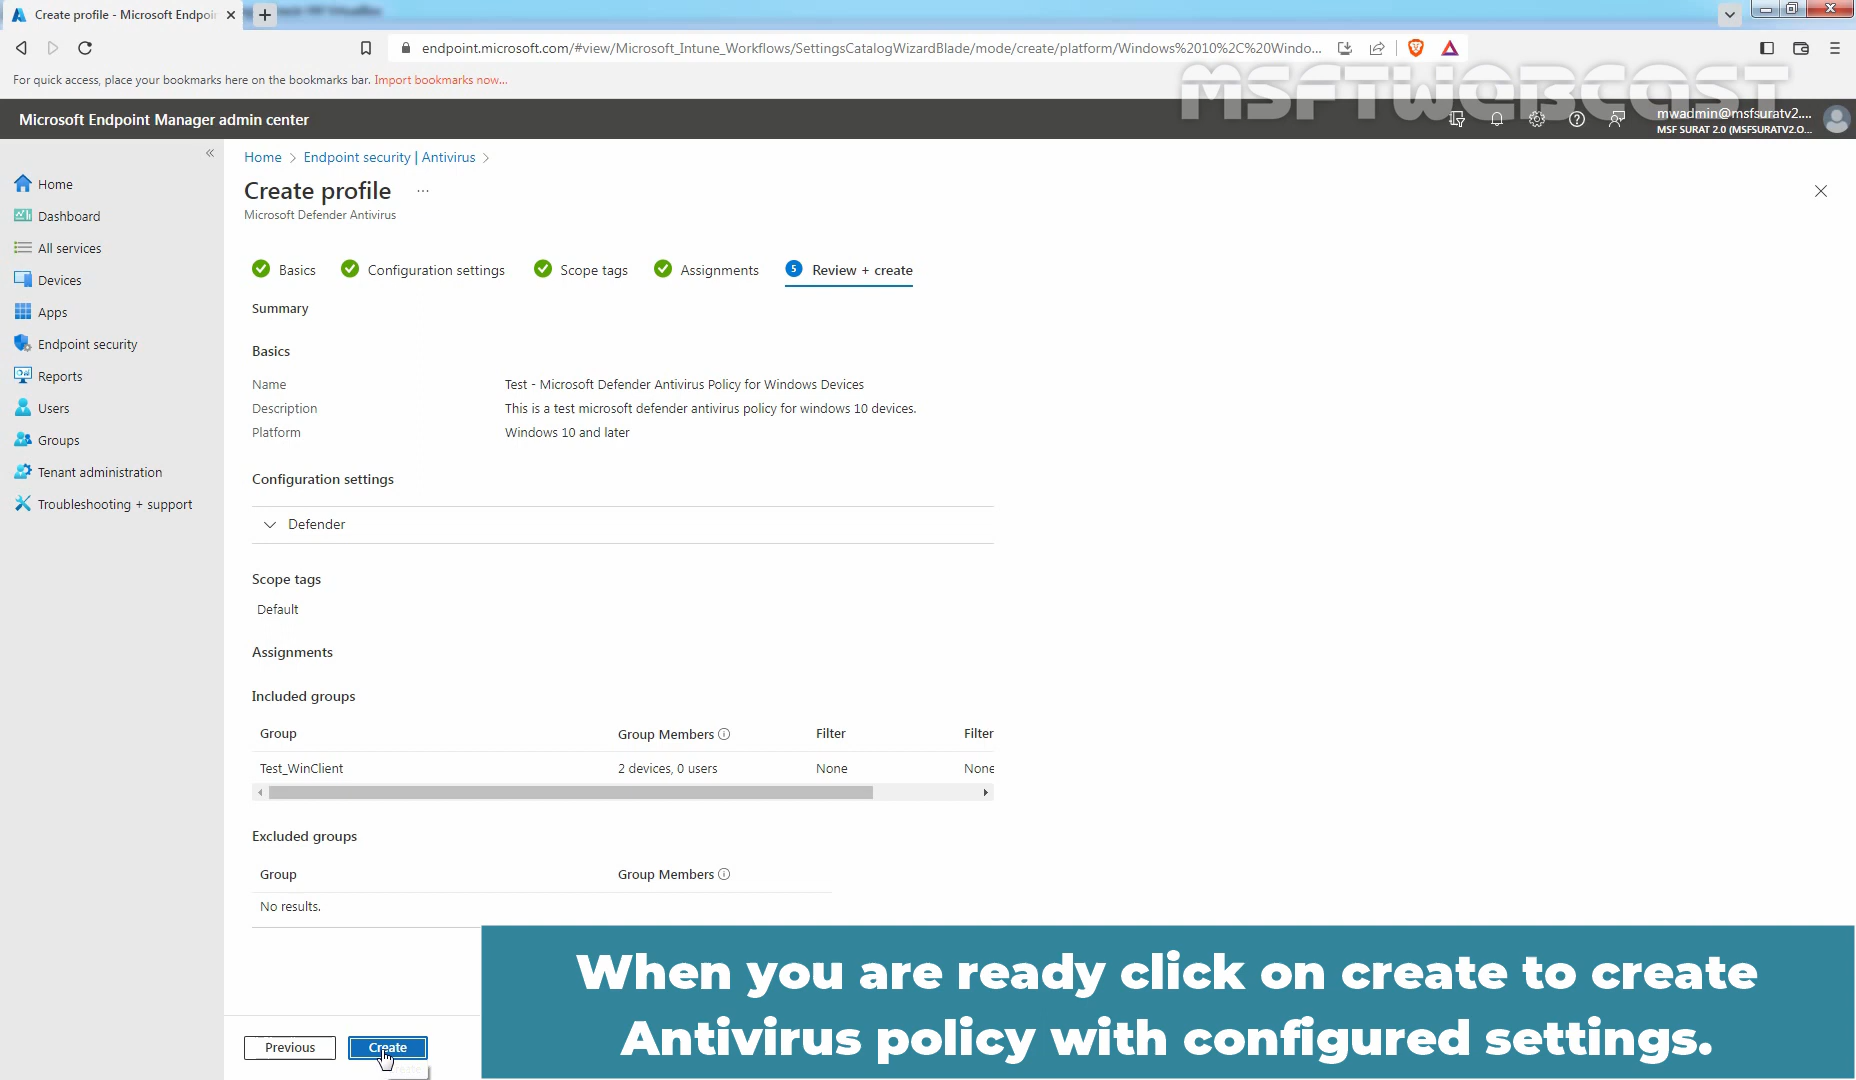 Create profile - Microsoft Endpoin
For quick access, place your bookmarks here on the bookmarks bar. Import bookmarks now...
endpoint.microsoft.com/#view/Microsoft_Intune_Workflows/SettingsCatalogWizardBlade/mode/create/platform/Windows%2010%2C%20Windo...
MSFTWEBCAST
Microsoft Endpoint Manager admin center
mwadmin@msfsuratv2....
MSF SURAT 2.0 (MSFSURATV2.O...
Home
Dashboard
All services
Devices
Apps
Endpoint security
Reports
Users
Groups
Tenant administration
Troubleshooting + support
Home > Endpoint security | Antivirus >
Create profile ...
Microsoft Defender Antivirus
Basics
Configuration settings
Scope tags
Assignments
5 Review + create
Summary
Basics
Name Test - Microsoft Defender Antivirus Policy for Windows Devices
Description This is a test microsoft defender antivirus policy for windows 10 devices.
Platform Windows 10 and later
Configuration settings
Defender
Scope tags
Default
Assignments
Included groups
Group Group Members Filter Filter
Test_WinClient 2 devices, 0 users None None
Excluded groups
Group Group Members
No results.
Previous Create
When you are ready click on create to create
Antivirus policy with configured settings.